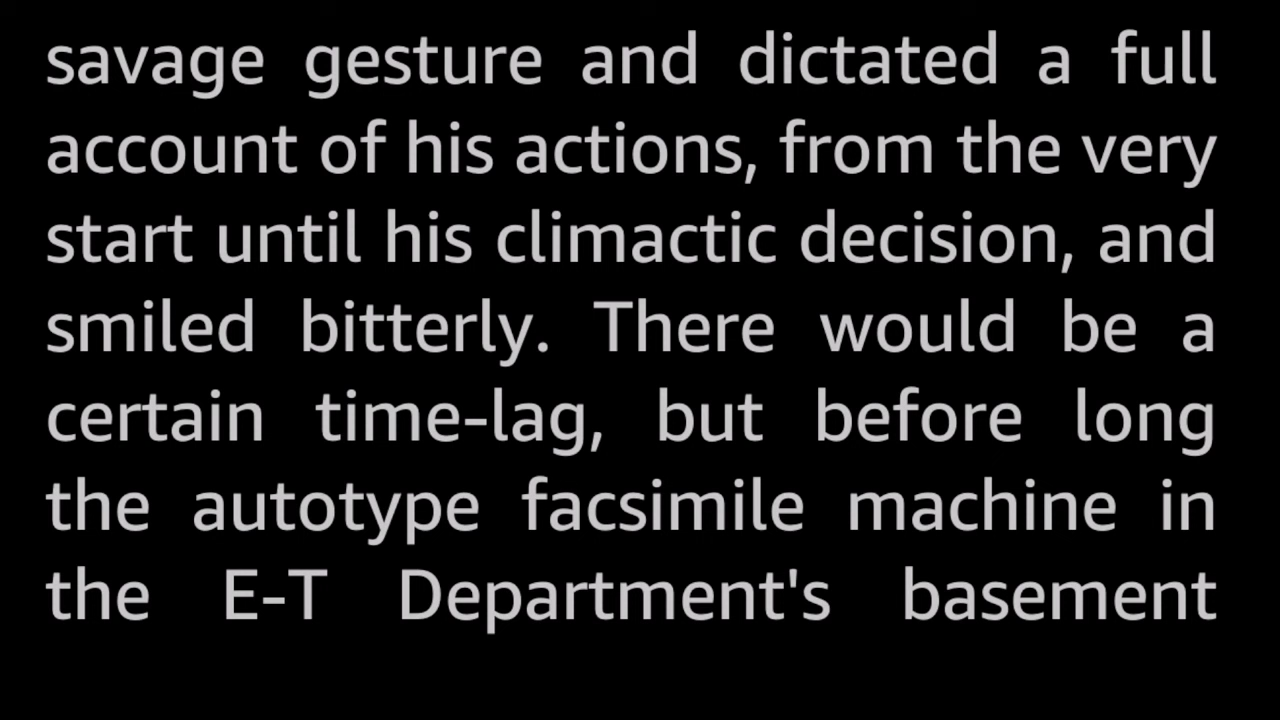 savage gesture and dictated a full
account of his actions, from the very
start until his climactic decision, and
smiled bitterly. There would be a
certain time-lag, but before long
the autotype facsimile machine in
the E-T Department's basement